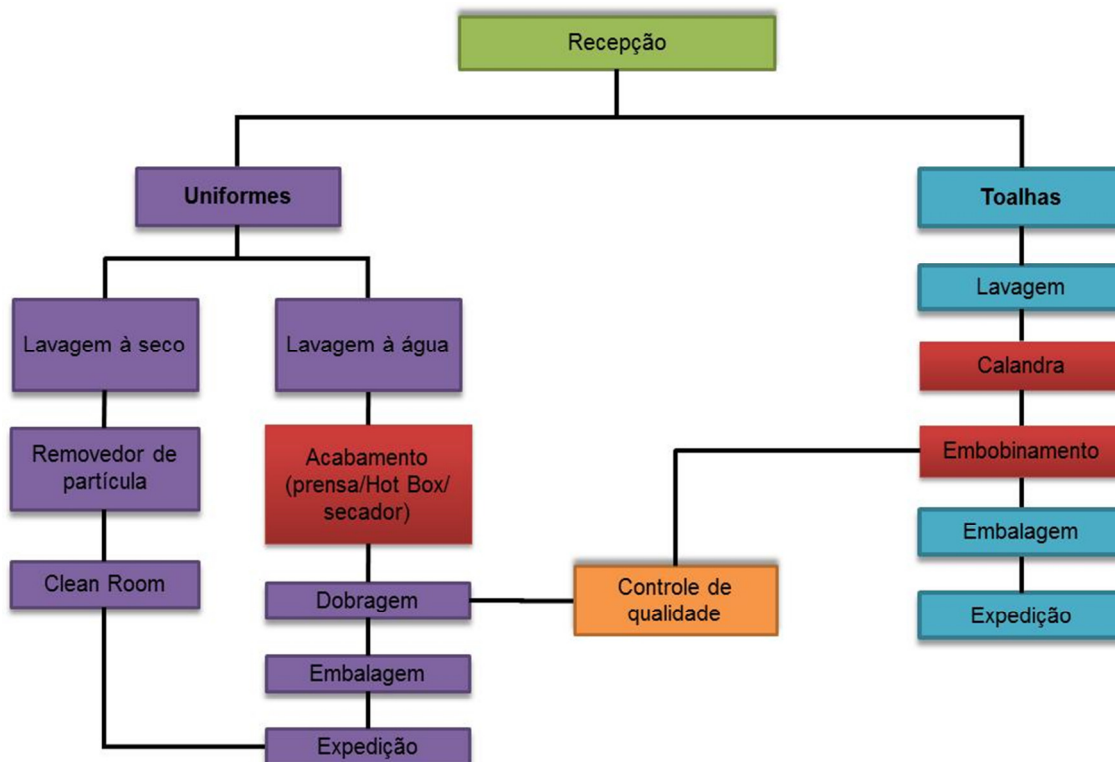 Recepção
Uniformes
Toalhas
Lavagem à seco
Lavagem à água
Lavagem
Calandra
Removedor de
partícula
Acabamento
(prensa/Hot Box/
secador)
Embobinamento
Embalagem
Clean Room
Dobragem
Controle de
qualidade
Expedição
Embalagem
Expedição